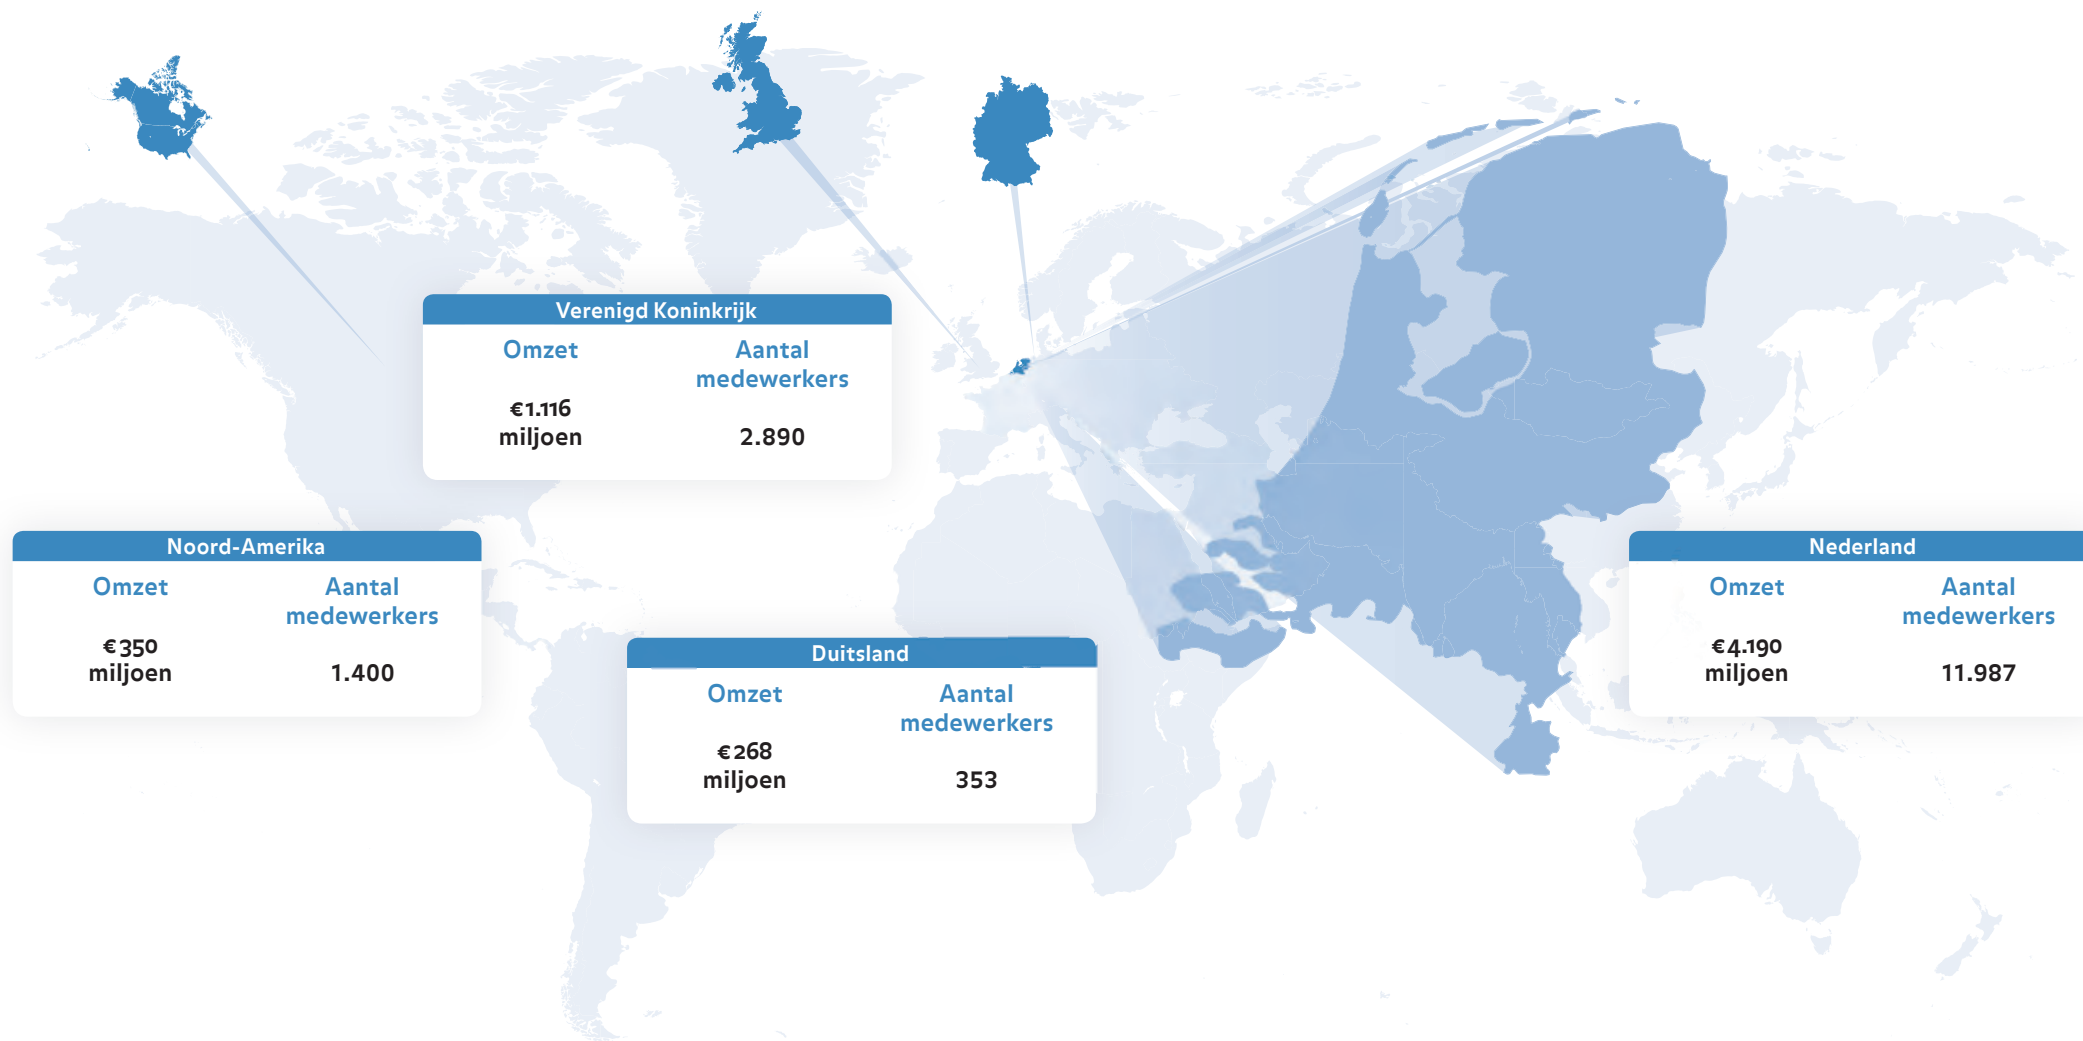 Verenigd Koninkrijk
Omzet
Aantal
medewerkers
€1.116
miljoen
2.890
Noord-Amerika
Omzet
Aantal
medewerkers
€350
miljoen
1.400
Duitsland
Omzet
Aantal
medewerkers
€268
miljoen
353
Nederland
Omzet
Aantal
medewerkers
€4.190
miljoen
11.987